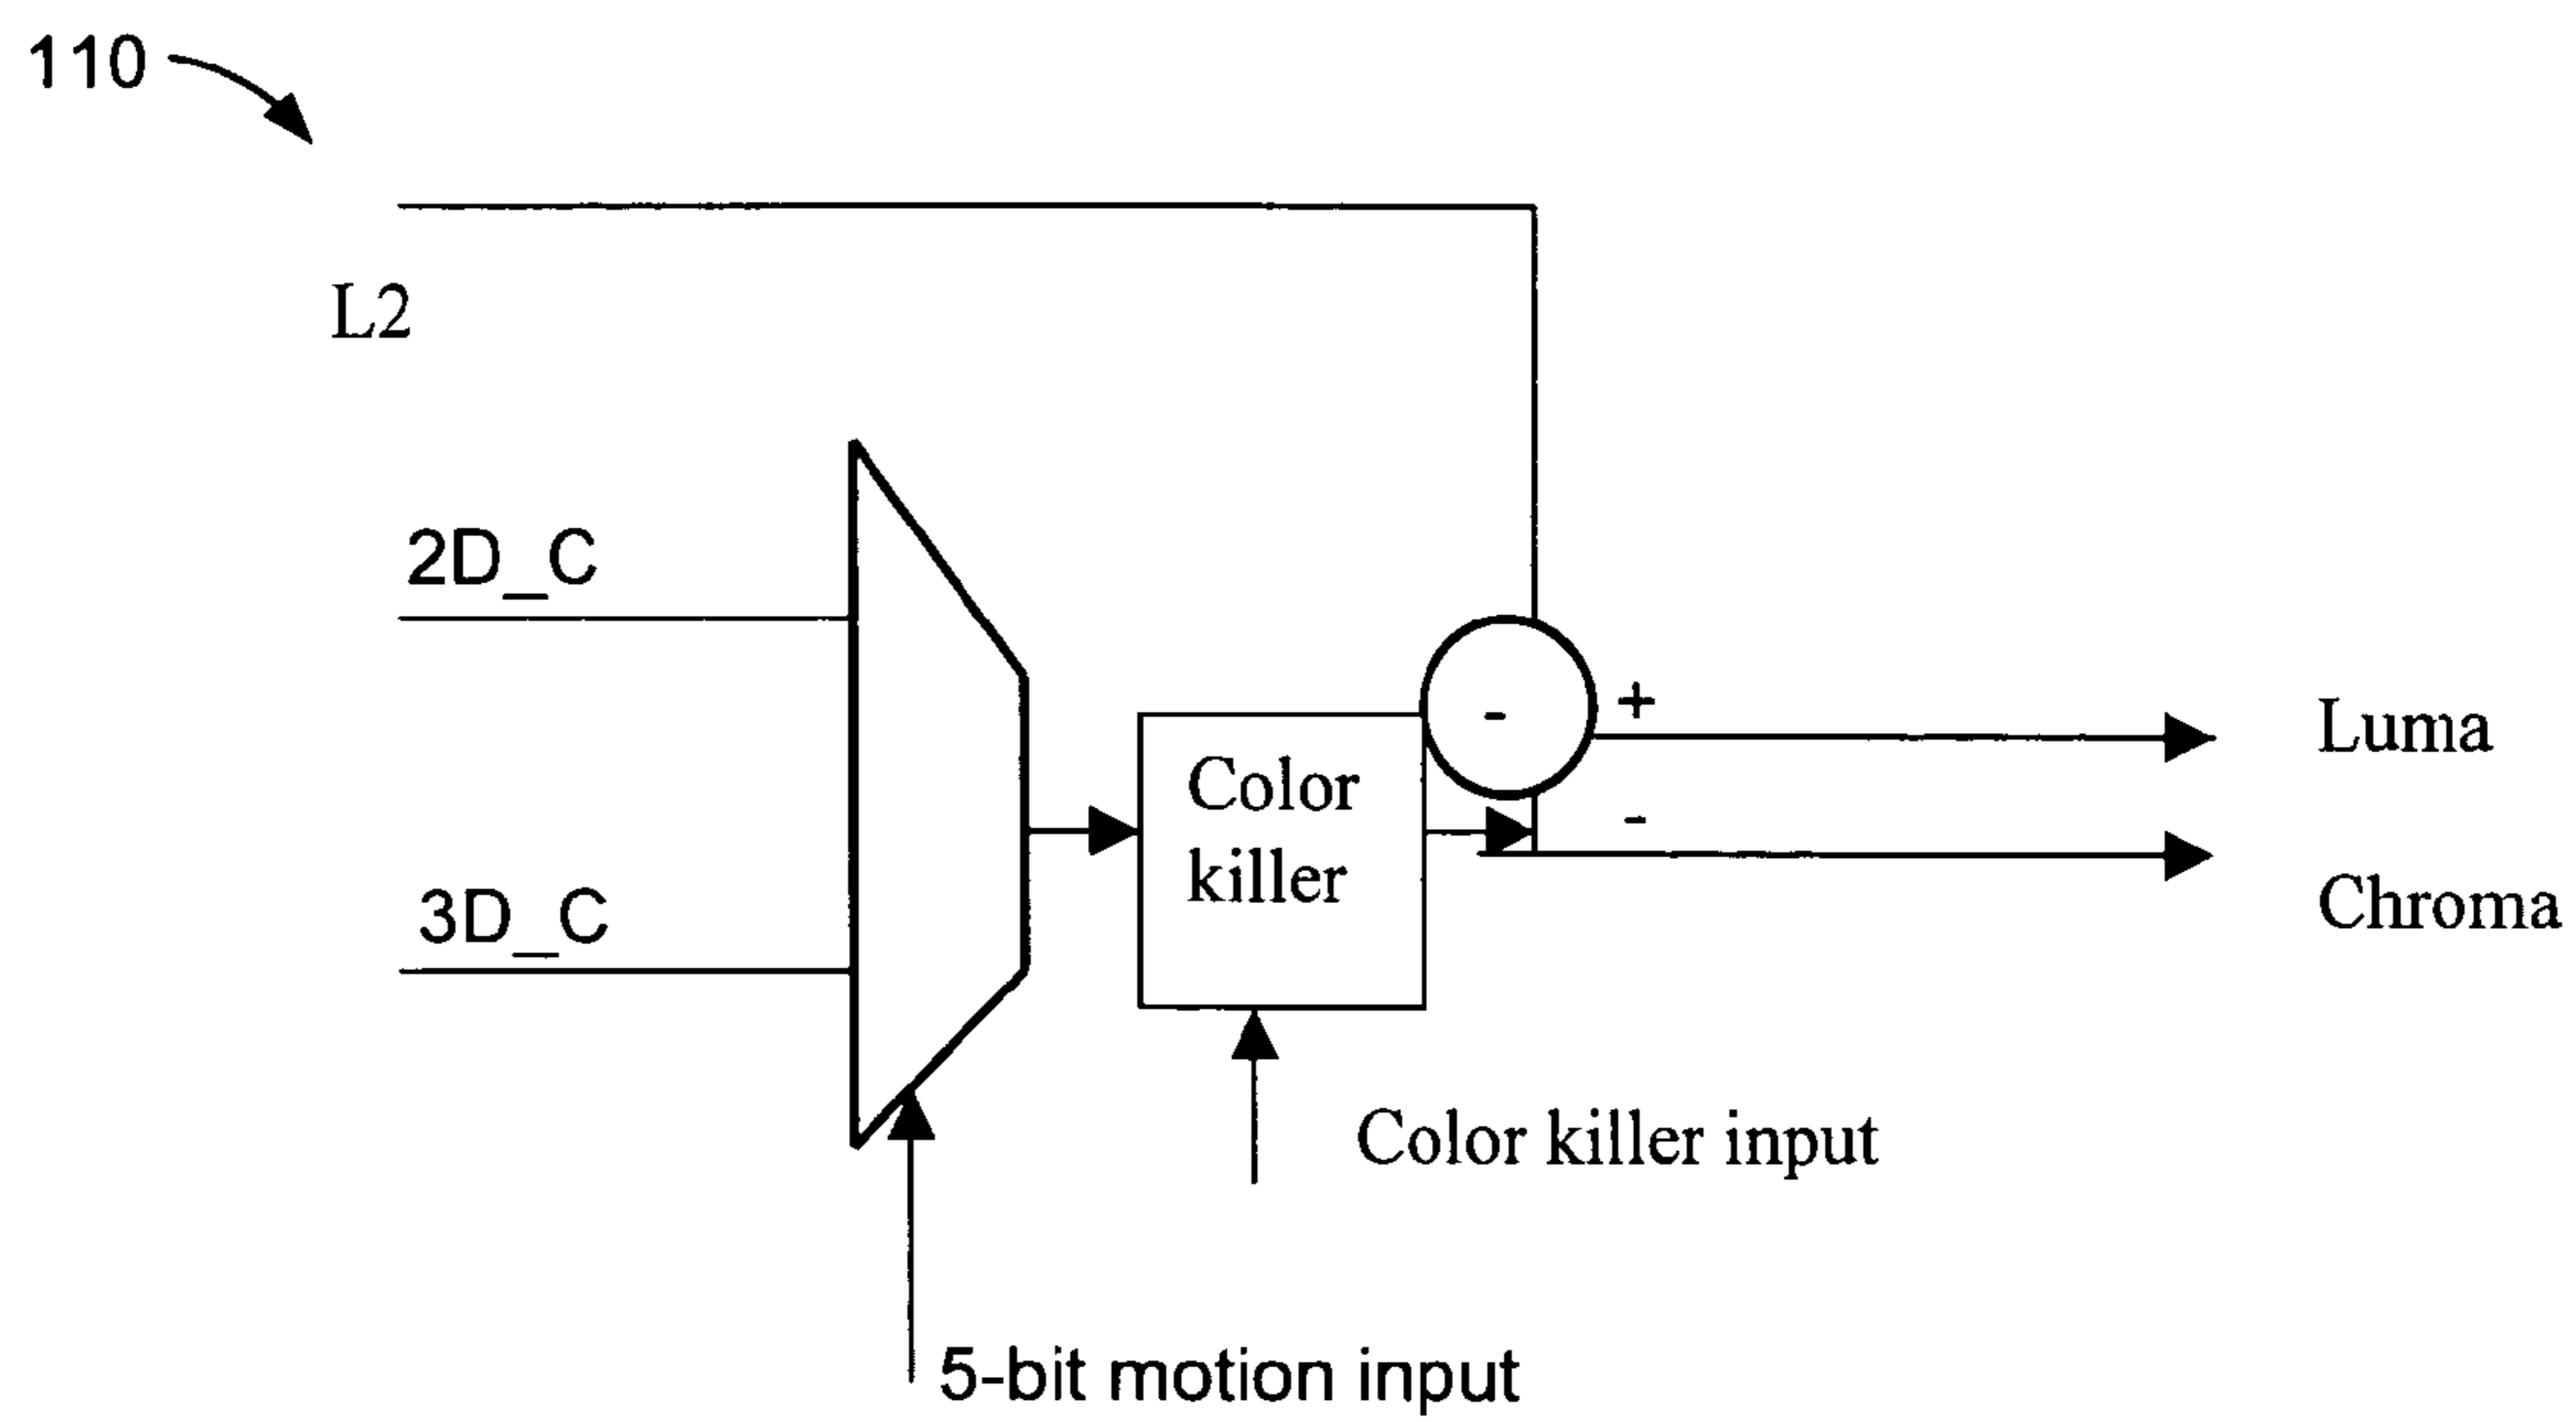 110
L2
2D_C
3D_C
Color
killer
-
+
-
Luma
Chroma
Color killer input
5-bit motion input